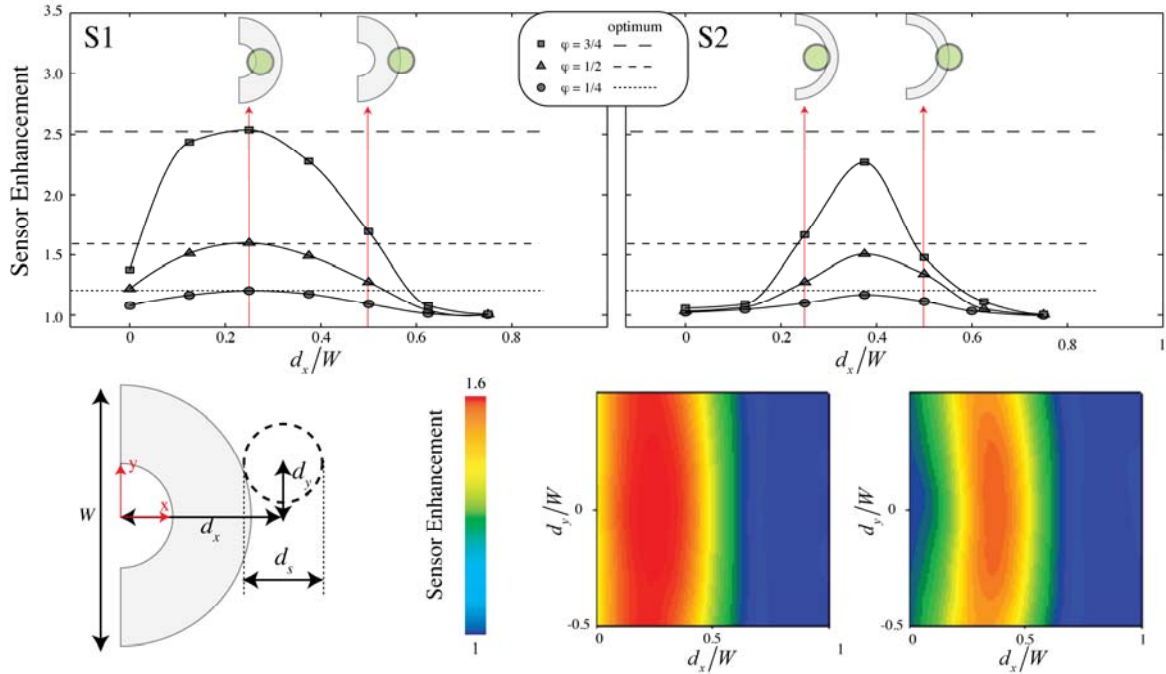 3.5
3.0
2.5
2.0
1.5
1.0
Sensor Enhancement
S1
optimum
φ = 3/4
φ = 1/2
φ = 1/4
S2
0
0.2
0.4
0.6
0.8
d_x/W
0
0.2
0.4
0.6
0.8
1
d_x/W
W
y
x
d_x
d_y
d_s
1.6
Sensor Enhancement
1
d_y/W
0
-0.5
0
0.5
1
d_x/W
d_y/W
0
-0.5
0
0.5
1
d_x/W